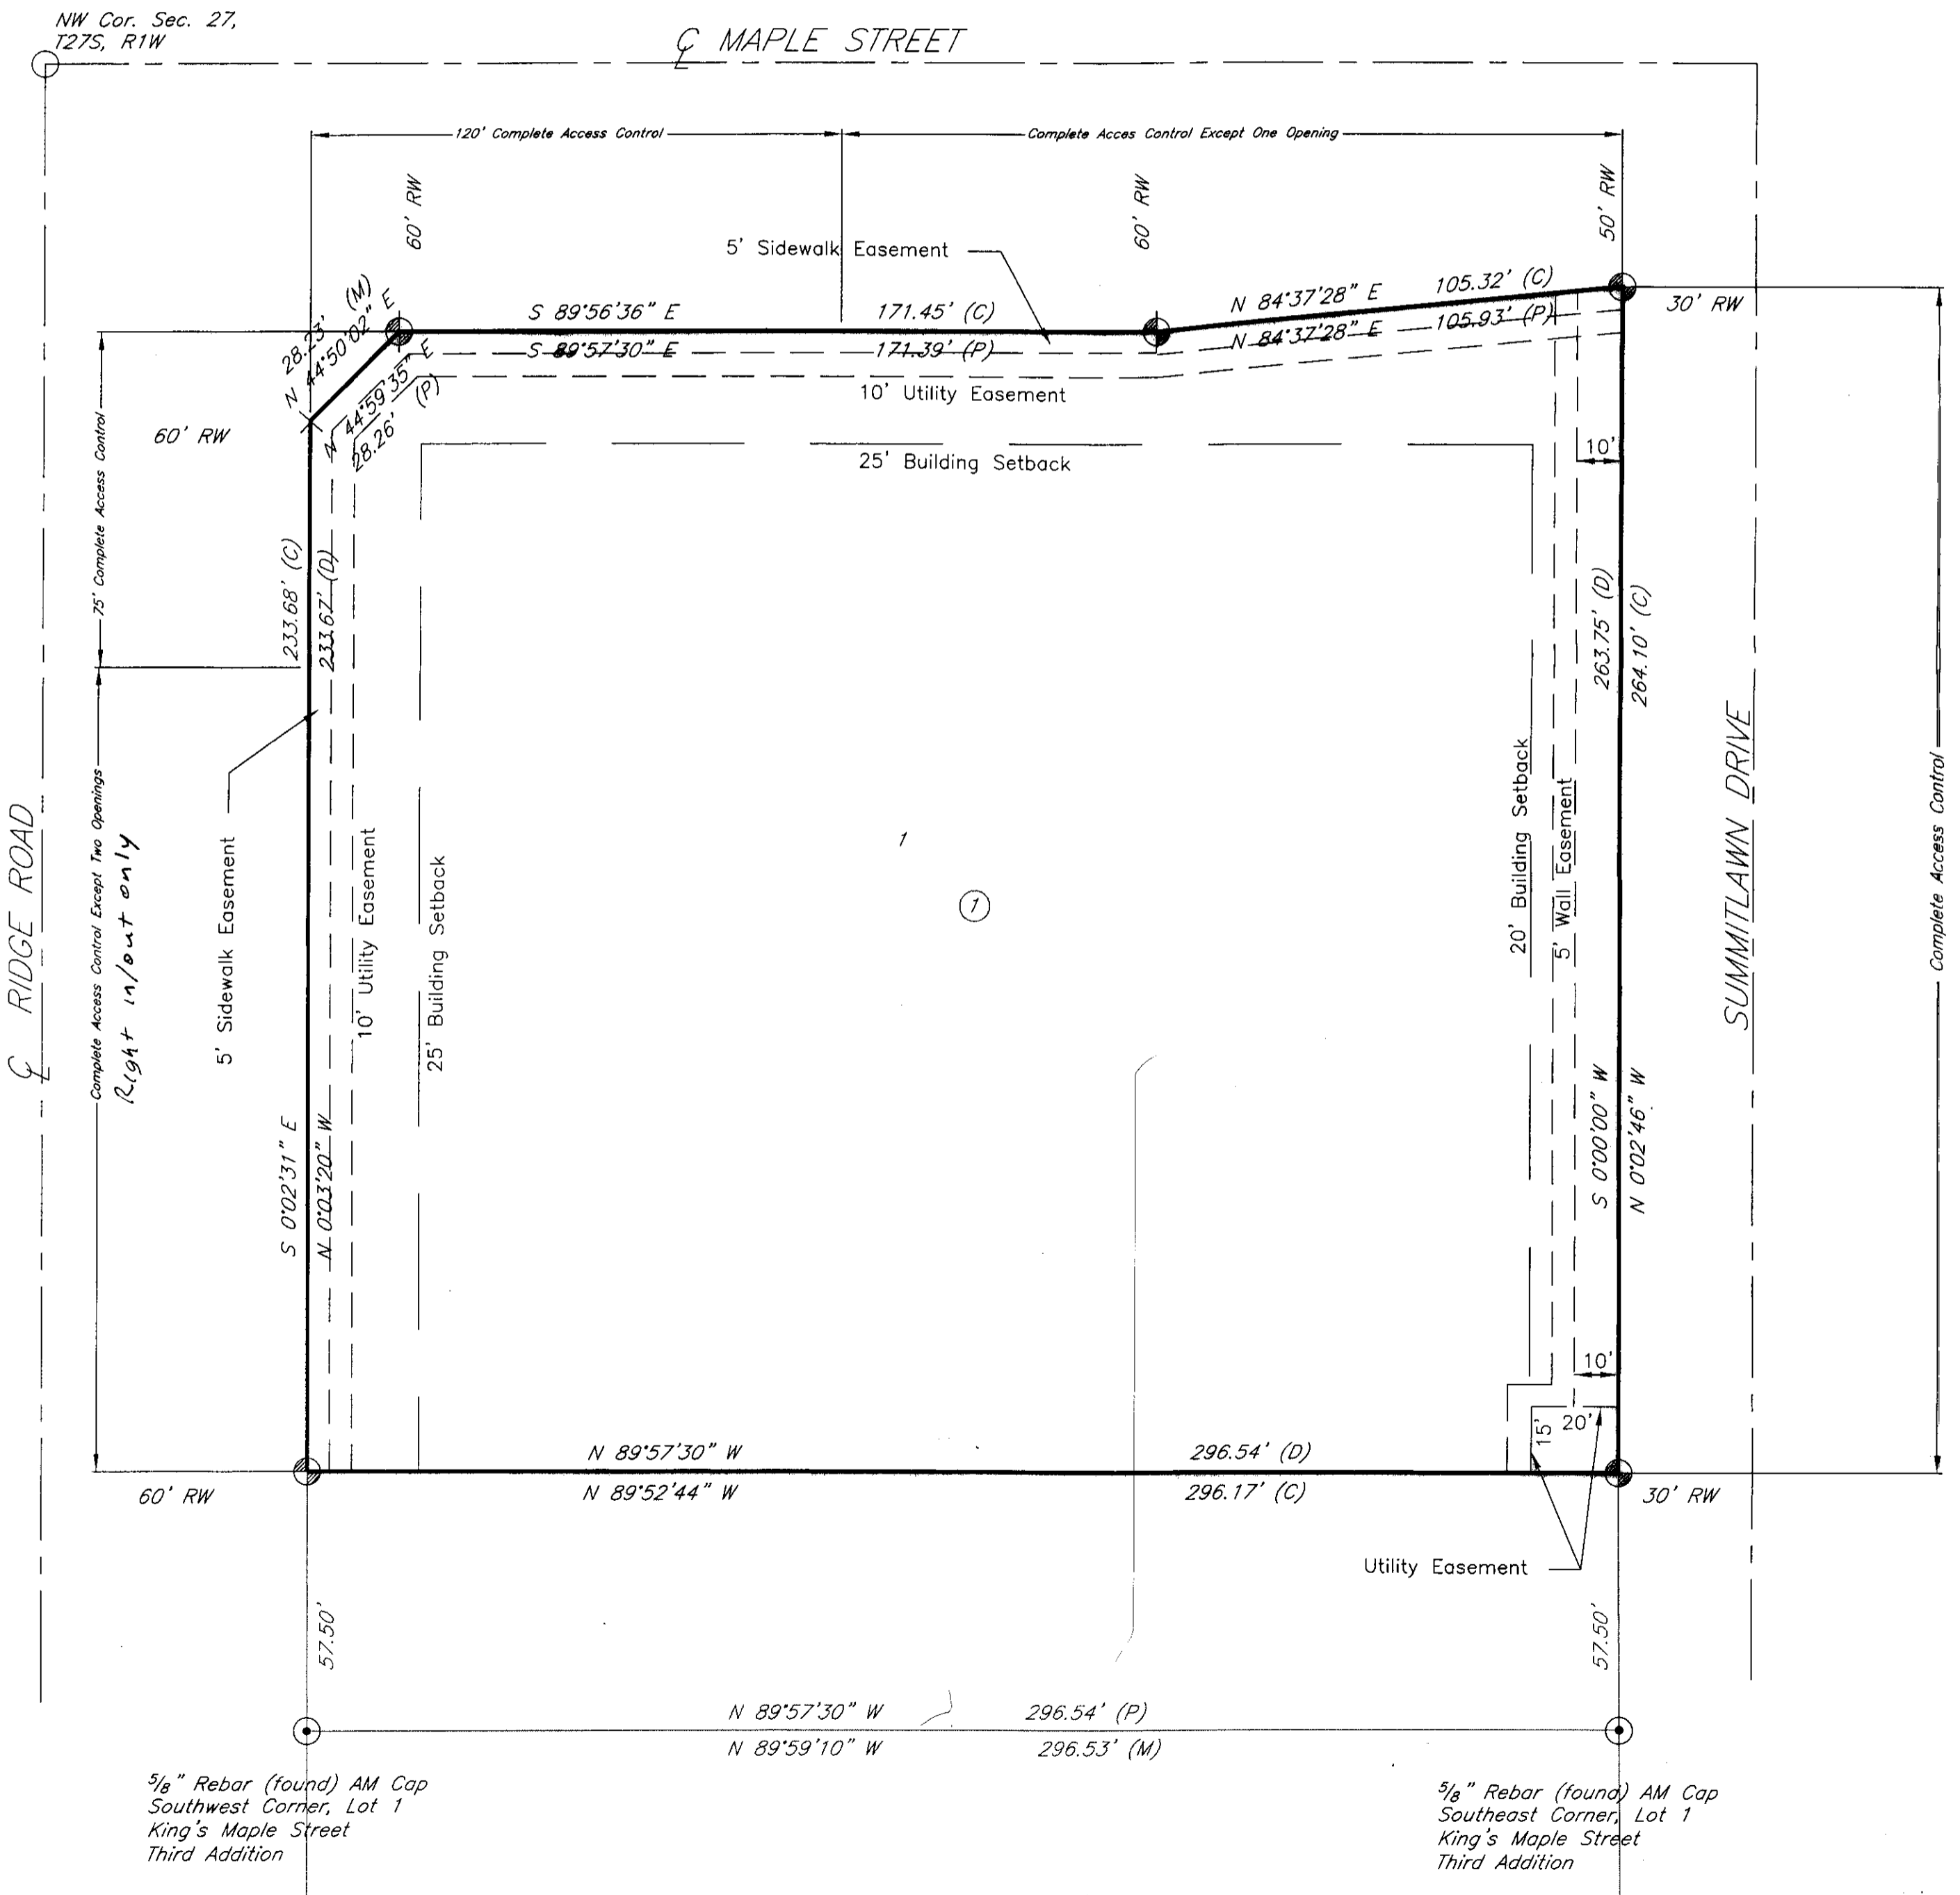 NW Cor. Sec. 27,
T27S, R1W
℄ MAPLE STREET
120' Complete Access Control
Complete Acces Control Except One Opening
60' RW
60' RW
50' RW
5' Sidewalk Easement
28.23' (M)
N 44°50'02" E
S 89°56'36" E 171.45' (C)
N 84°37'28" E 105.32' (C)
30' RW
S 89°57'30" E 171.39' (P)
N 84°37'28" E 105.93' (P)
N 44°59'35" E
28.26' (P)
10' Utility Easement
60' RW
25' Building Setback
10'
75' Complete Access Control
233.68' (C)
233.67' (D)
263.75' (D)
264.10' (C)
℄ RIDGE ROAD
Complete Access Control Except Two Openings
Right in/out only
5' Sidewalk Easement
10' Utility Easement
25' Building Setback
1
1
20' Building Setback
5' Wall Easement
SUMMITLAWN DRIVE
Complete Access Control
S 0°02'31" E
N 0°03'20" W
S 0°00'00" W
N 0°02'46" W
10'
15'
20'
N 89°57'30" W 296.54' (D)
60' RW
N 89°52'44" W 296.17' (C)
30' RW
Utility Easement
57.50'
57.50'
N 89°57'30" W 296.54' (P)
N 89°59'10" W 296.53' (M)
5/8" Rebar (found) AM Cap
Southwest Corner, Lot 1
King's Maple Street
Third Addition
5/8" Rebar (found) AM Cap
Southeast Corner, Lot 1
King's Maple Street
Third Addition